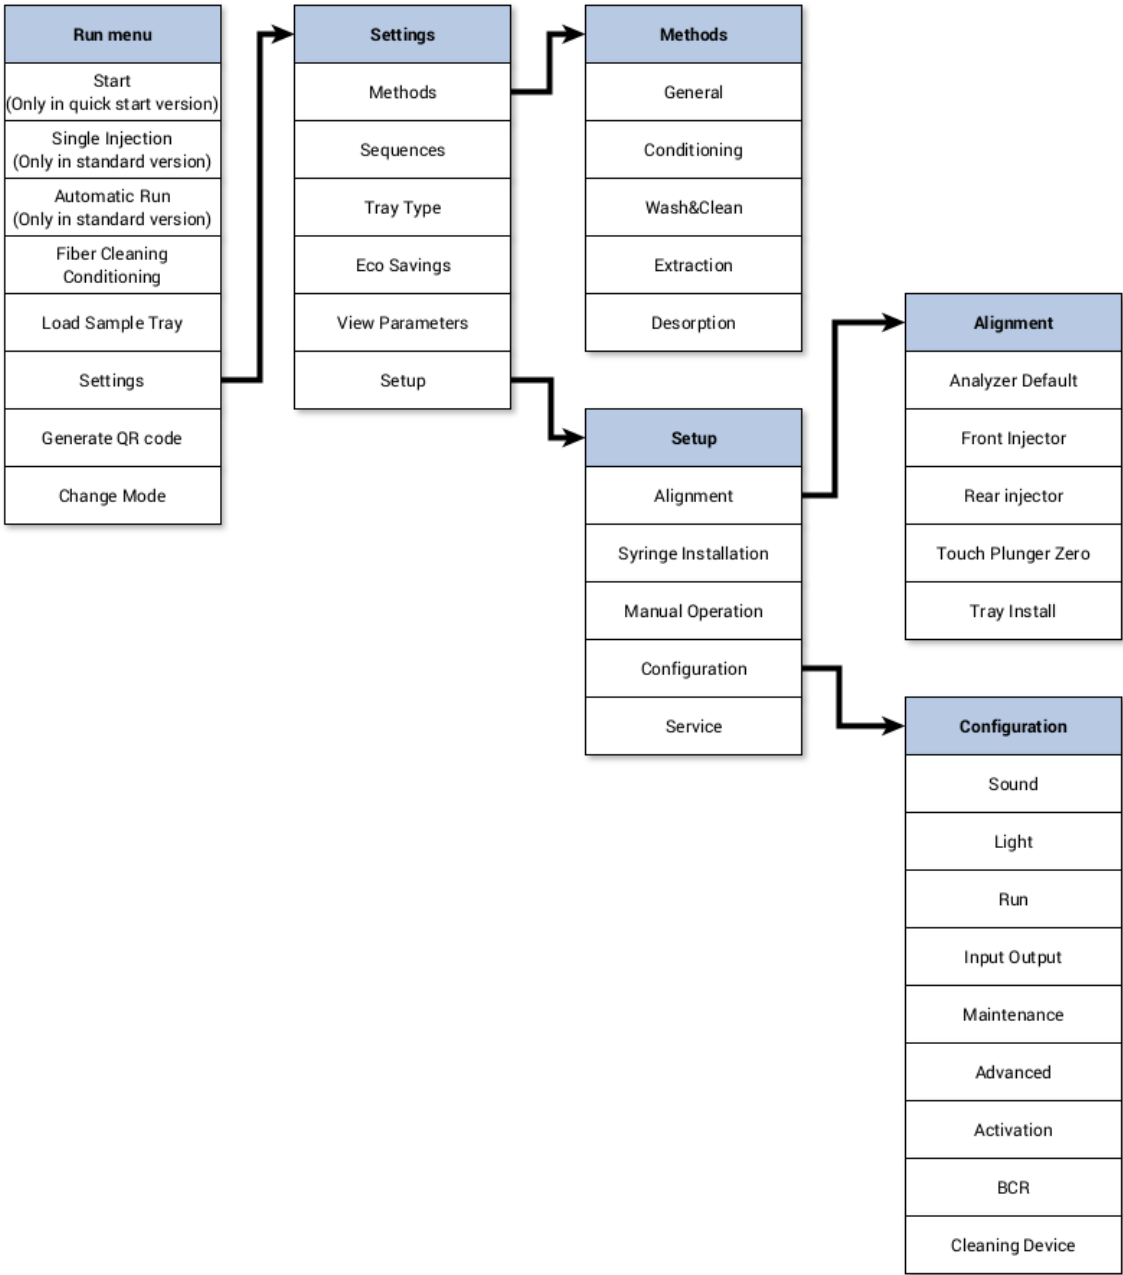 Run menu
Start
(Only in quick start version)
Single Injection
(Only in standard version)
Automatic Run
(Only in standard version)
Fiber Cleaning
Conditioning
Load Sample Tray
Settings
Generate QR code
Change Mode
Settings
Methods
Sequences
Tray Type
Eco Savings
View Parameters
Setup
Methods
General
Conditioning
Wash&Clean
Extraction
Desorption
Setup
Alignment
Syringe Installation
Manual Operation
Configuration
Service
Alignment
Analyzer Default
Front Injector
Rear injector
Touch Plunger Zero
Tray Install
Configuration
Sound
Light
Run
Input Output
Maintenance
Advanced
Activation
BCR
Cleaning Device